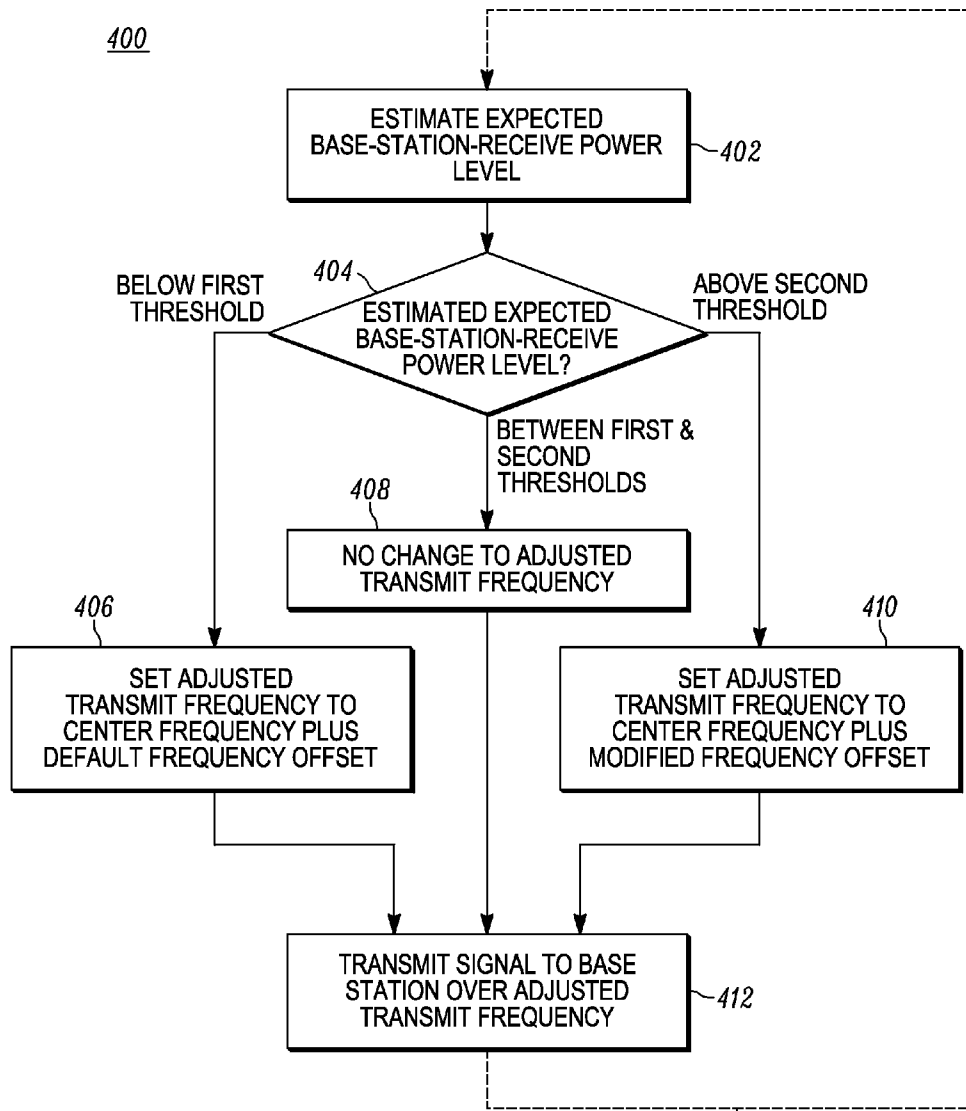 400
ESTIMATE EXPECTED
BASE-STATION-RECEIVE POWER
LEVEL
402
404
BELOW FIRST
THRESHOLD
ESTIMATED EXPECTED
BASE-STATION-RECEIVE
POWER LEVEL?
ABOVE SECOND
THRESHOLD
BETWEEN FIRST &
SECOND
THRESHOLDS
408
NO CHANGE TO ADJUSTED
TRANSMIT FREQUENCY
406
SET ADJUSTED
TRANSMIT FREQUENCY TO
CENTER FREQUENCY PLUS
DEFAULT FREQUENCY OFFSET
410
SET ADJUSTED
TRANSMIT FREQUENCY TO
CENTER FREQUENCY PLUS
MODIFIED FREQUENCY OFFSET
TRANSMIT SIGNAL TO BASE
STATION OVER ADJUSTED
TRANSMIT FREQUENCY
412